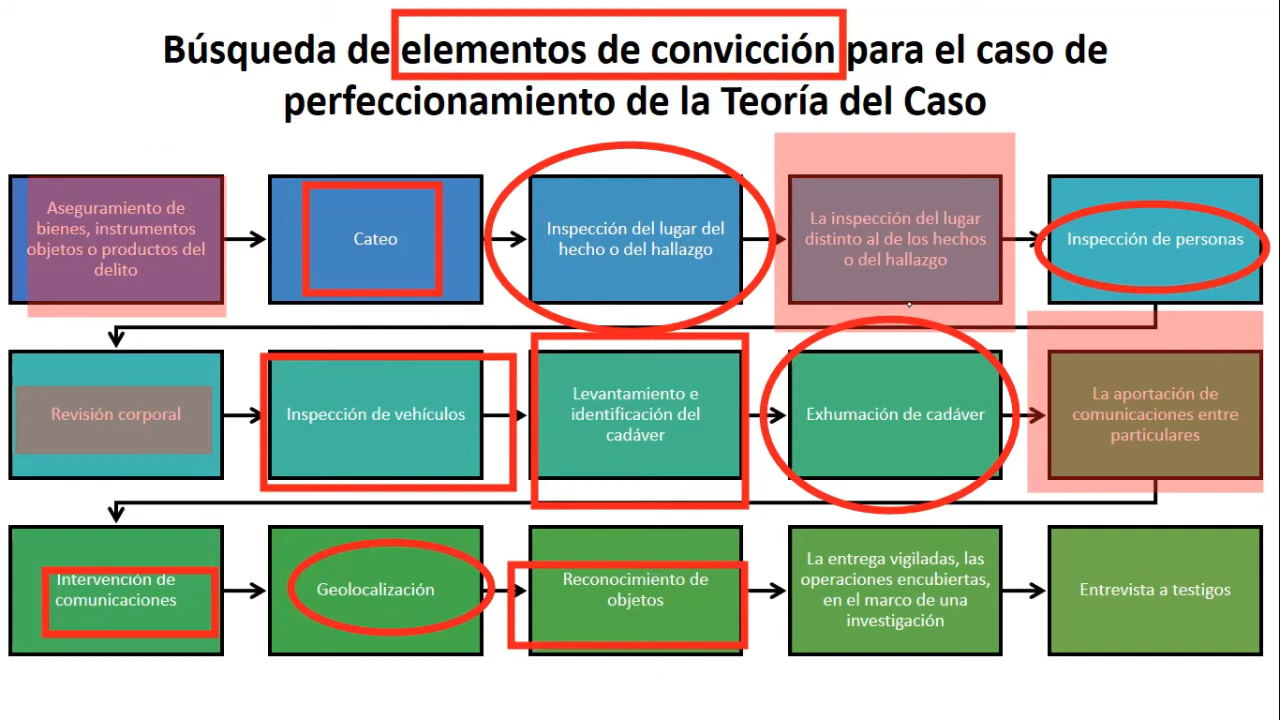 Búsqueda de elementos de convicción para el caso de
perfeccionamiento de la Teoría del Caso
Aseguramiento de
bienes, instrumentos
objetos o productos del
delito
Cateo
Inspección del lugar del
hecho o del hallazgo
La inspección del lugar
distinto al de los hechos
o del hallazgo
Inspección de personas
Revisión corporal
Inspección de vehículos
Levantamiento e
identificación del
cadáver
Exhumación de cadáver
La aportación de
comunicaciones entre
particulares
Intervención de
comunicaciones
Geolocalización
Reconocimiento de
objetos
La entrega vigiladas, las
operaciones encubiertas,
en el marco de una
investigación
Entrevista a testigos